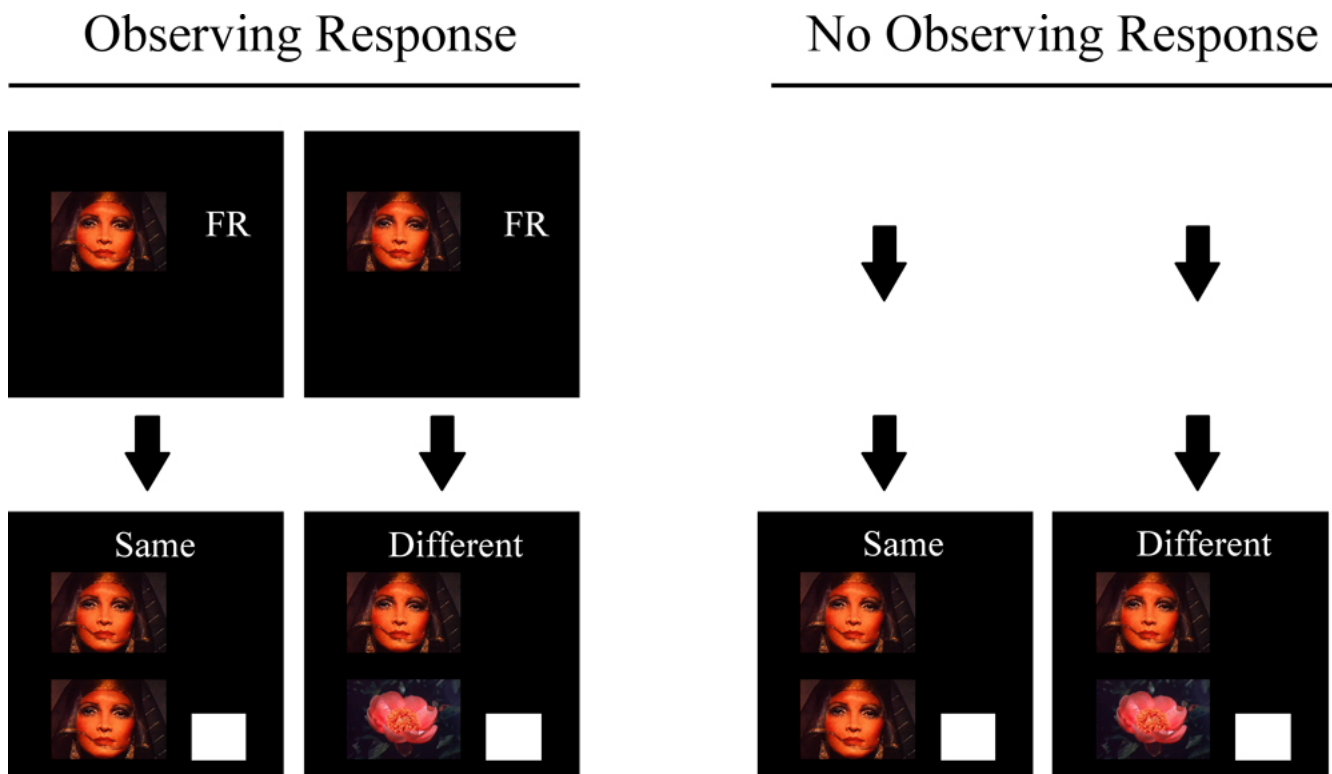 Observing Response
No Observing Response
FR
FR
Same
Different
Same
Different